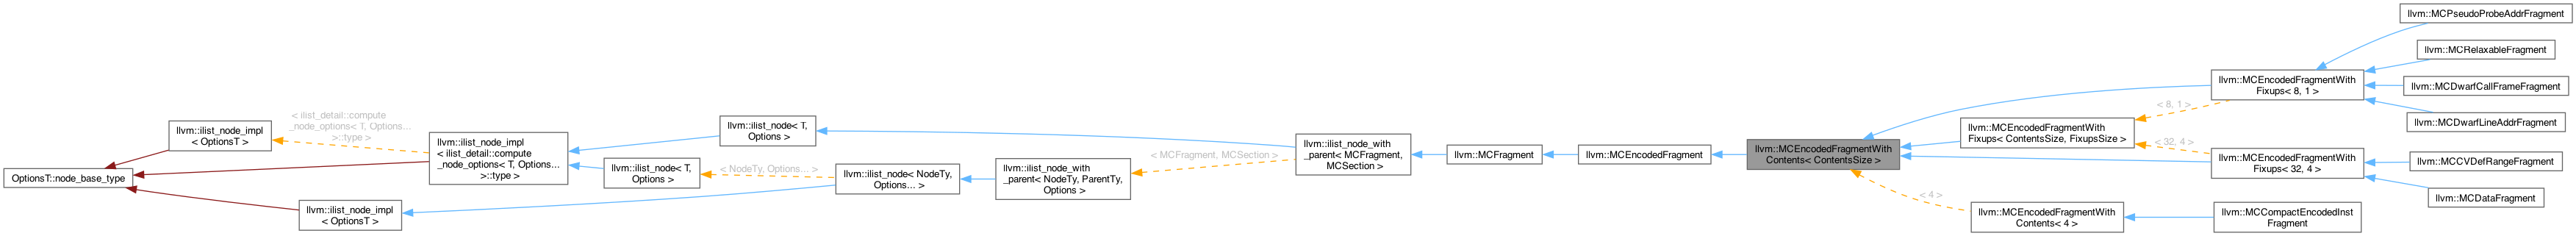 OptionsT::node_base_type
llvm::ilist_node_impl
< OptionsT >
< ilist_detail::compute
_node_options< T, Options...
>::type >
llvm::ilist_node_impl
< OptionsT >
llvm::ilist_node_impl
< ilist_detail::compute
_node_options< T, Options...
>::type >
llvm::ilist_node< T,
Options >
llvm::ilist_node< T,
Options >
< NodeTy, Options... >
llvm::ilist_node< NodeTy,
Options... >
llvm::ilist_node_with
_parent< NodeTy, ParentTy,
Options >
< MCFragment, MCSection >
llvm::ilist_node_with
_parent< MCFragment,
MCSection >
llvm::MCFragment
llvm::MCEncodedFragment
llvm::MCEncodedFragmentWith
Contents< ContentsSize >
llvm::MCEncodedFragmentWith
Fixups< ContentsSize, FixupsSize >
< 4 >
llvm::MCEncodedFragmentWith
Contents< 4 >
< 8, 1 >
< 32, 4 >
llvm::MCEncodedFragmentWith
Fixups< 8, 1 >
llvm::MCEncodedFragmentWith
Fixups< 32, 4 >
llvm::MCCompactEncodedInst
Fragment
llvm::MCPseudoProbeAddrFragment
llvm::MCRelaxableFragment
llvm::MCDwarfCallFrameFragment
llvm::MCDwarfLineAddrFragment
llvm::MCCVDefRangeFragment
llvm::MCDataFragment